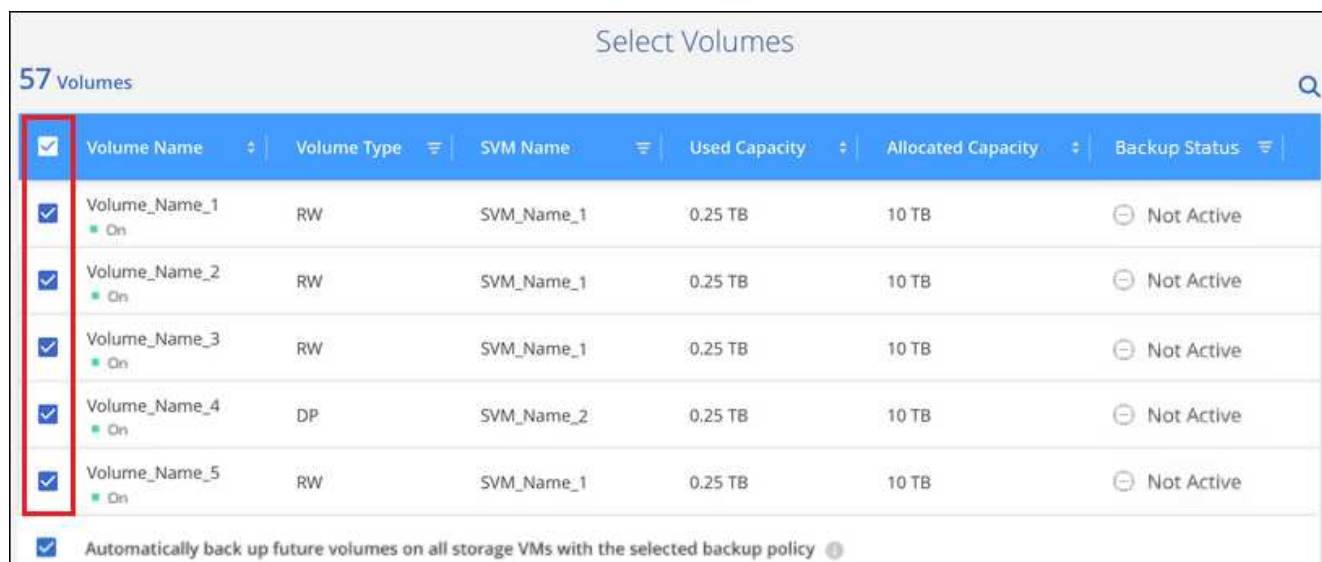 Select Volumes
57 Volumes
Volume Name Volume Type SVM Name Used Capacity Allocated Capacity Backup Status
Volume_Name_1 RW SVM_Name_1 0.25 TB 10 TB Not Active
On
Volume_Name_2 RW SVM_Name_1 0.25 TB 10 TB Not Active
On
Volume_Name_3 RW SVM_Name_1 0.25 TB 10 TB Not Active
On
Volume_Name_4 DP SVM_Name_2 0.25 TB 10 TB Not Active
On
Volume_Name_5 RW SVM_Name_1 0.25 TB 10 TB Not Active
On
Automatically back up future volumes on all storage VMs with the selected backup policy